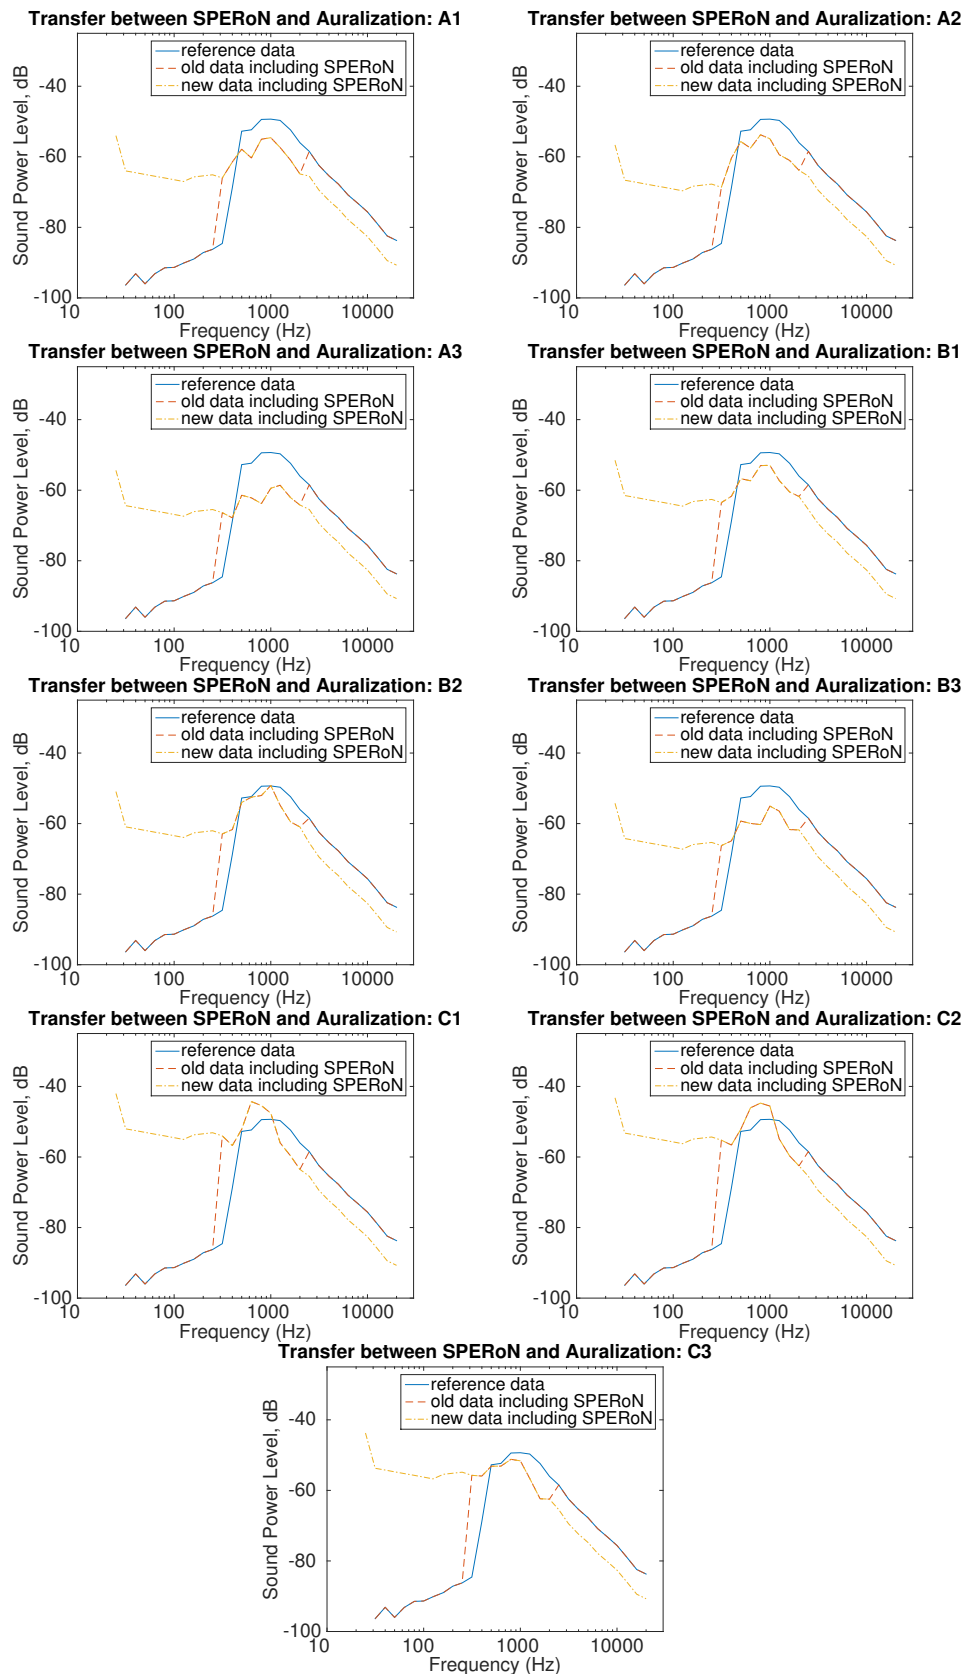 Transfer between SPERoN and Auralization: A1
reference data
old data including SPERoN
new data including SPERoN
Sound Power Level, dB
-40
-60
-80
-100
10
100
1000
10000
Frequency (Hz)
Transfer between SPERoN and Auralization: A2
reference data
old data including SPERoN
new data including SPERoN
Sound Power Level, dB
-40
-60
-80
-100
10
100
1000
10000
Frequency (Hz)
Transfer between SPERoN and Auralization: A3
reference data
old data including SPERoN
new data including SPERoN
Sound Power Level, dB
-40
-60
-80
-100
10
100
1000
10000
Frequency (Hz)
Transfer between SPERoN and Auralization: B1
reference data
old data including SPERoN
new data including SPERoN
Sound Power Level, dB
-40
-60
-80
-100
10
100
1000
10000
Frequency (Hz)
Transfer between SPERoN and Auralization: B2
reference data
old data including SPERoN
new data including SPERoN
Sound Power Level, dB
-40
-60
-80
-100
10
100
1000
10000
Frequency (Hz)
Transfer between SPERoN and Auralization: B3
reference data
old data including SPERoN
new data including SPERoN
Sound Power Level, dB
-40
-60
-80
-100
10
100
1000
10000
Frequency (Hz)
Transfer between SPERoN and Auralization: C1
reference data
old data including SPERoN
new data including SPERoN
Sound Power Level, dB
-40
-60
-80
-100
10
100
1000
10000
Frequency (Hz)
Transfer between SPERoN and Auralization: C2
reference data
old data including SPERoN
new data including SPERoN
Sound Power Level, dB
-40
-60
-80
-100
10
100
1000
10000
Frequency (Hz)
Transfer between SPERoN and Auralization: C3
reference data
old data including SPERoN
new data including SPERoN
Sound Power Level, dB
-40
-60
-80
-100
10
100
1000
10000
Frequency (Hz)